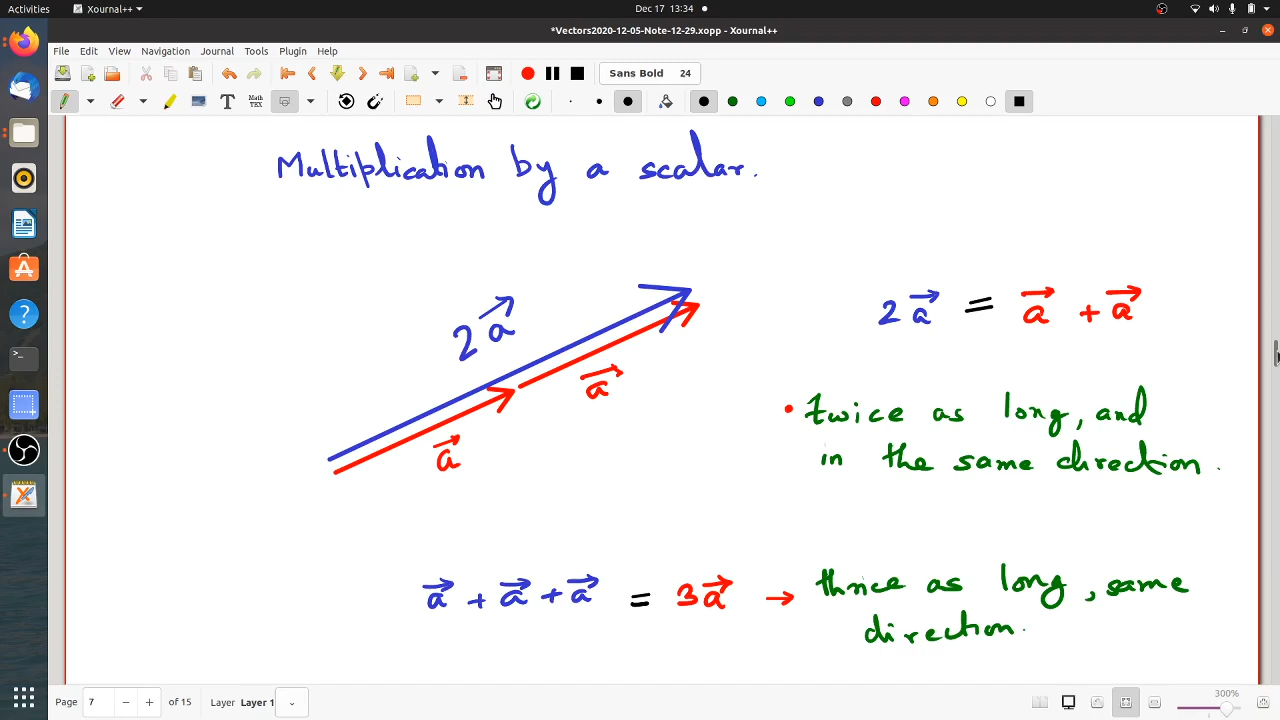 Activities
Xournal++
Dec 17 13:34
*Vectors2020-12-05-Note-12-29.xopp - Xournal++
File Edit View Navigation Journal Tools Plugin Help
Sans Bold 24
Multiplication by a scalar.
2a⃗
a⃗
a⃗
2a⃗ = a⃗ + a⃗
• twice as long, and
in the same direction.
a⃗ + a⃗ + a⃗ = 3a⃗ → thrice as long, same
direction.
Page 7 of 15 Layer Layer 1
300%